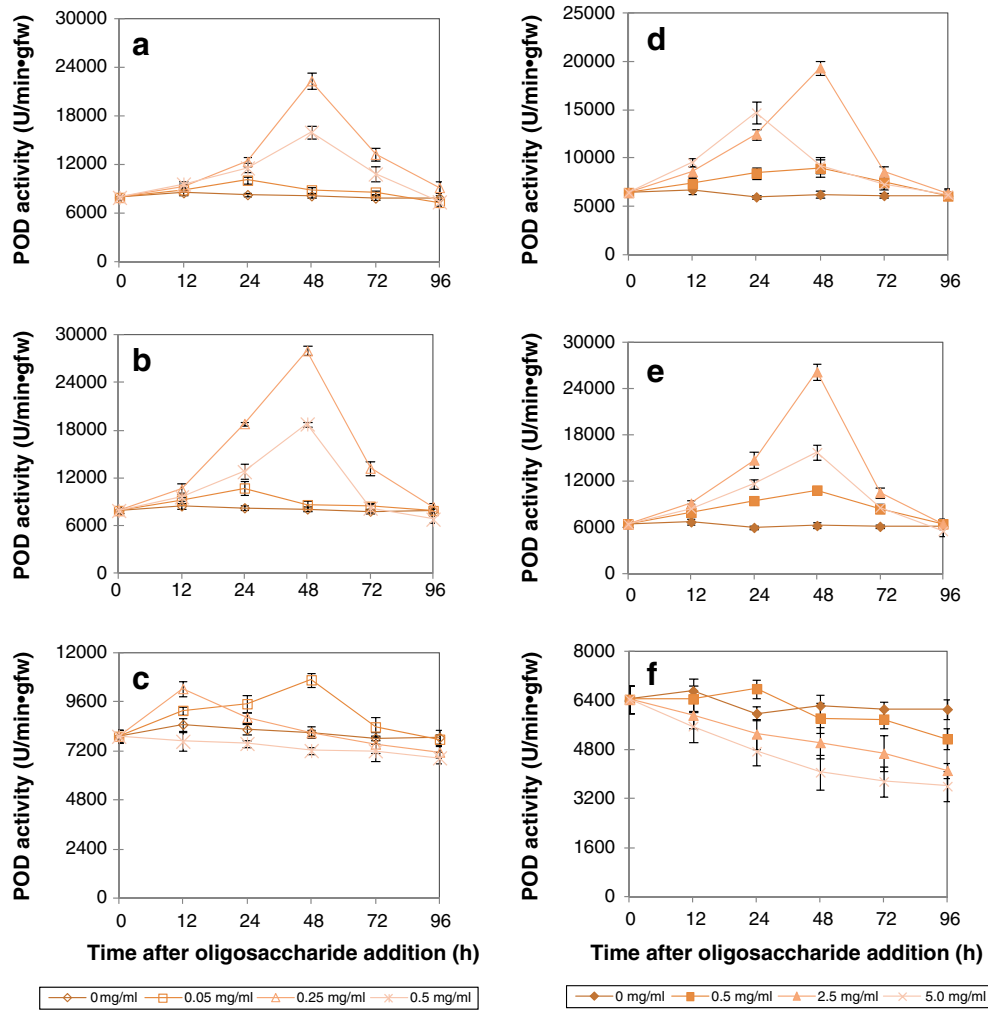 a
POD activity (U/min•gfw)
30000
24000
18000
12000
6000
0
0 12 24 48 72 96
d
POD activity (U/min•gfw)
25000
20000
15000
10000
5000
0
0 12 24 48 72 96
b
POD activity (U/min•gfw)
30000
24000
18000
12000
6000
0
0 12 24 48 72 96
e
POD activity (U/min•gfw)
30000
24000
18000
12000
6000
0
0 12 24 48 72 96
c
POD activity (U/min•gfw)
12000
9600
7200
4800
2400
0
0 12 24 48 72 96
Time after oligosaccharide addition (h)
0 mg/ml 0.05 mg/ml 0.25 mg/ml 0.5 mg/ml
f
POD activity (U/min•gfw)
8000
6400
4800
3200
1600
0
0 12 24 48 72 96
Time after oligosaccharide addition (h)
0 mg/ml 0.5 mg/ml 2.5 mg/ml 5.0 mg/ml